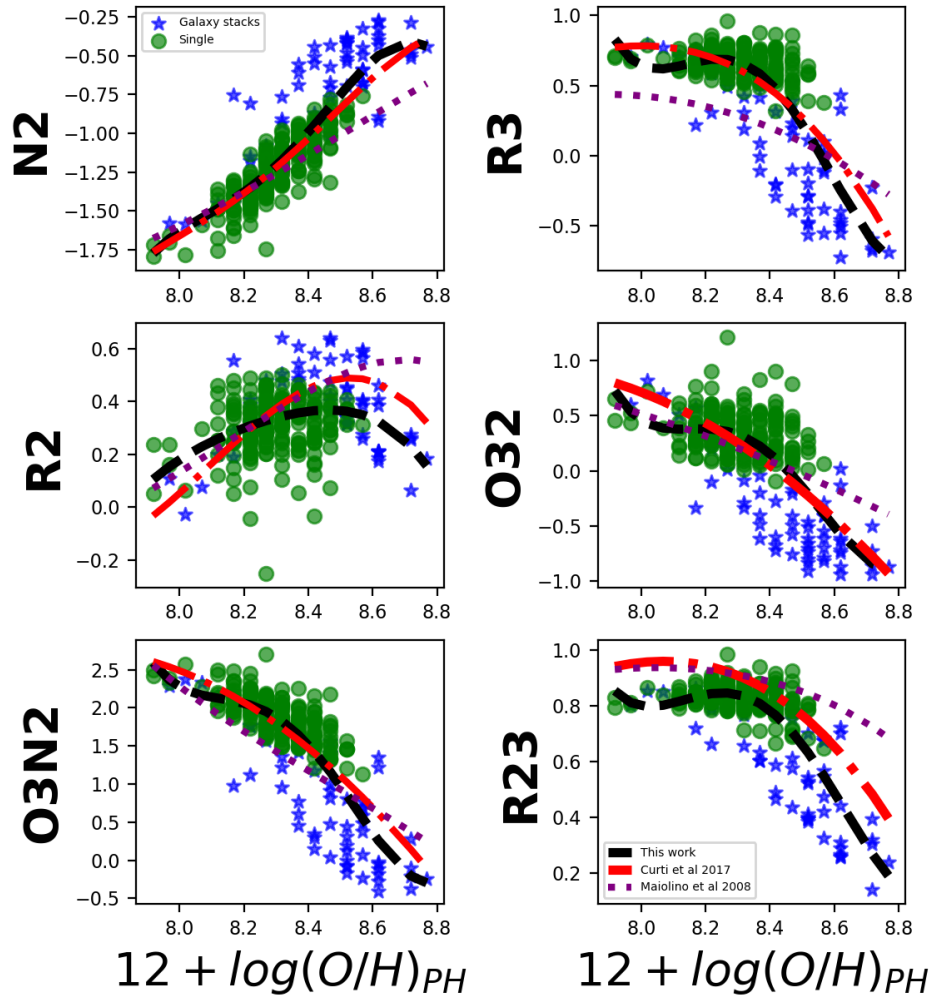 Galaxy stacks
Single
N2
−0.25
−0.50
−0.75
−1.00
−1.25
−1.50
−1.75
8.0 8.2 8.4 8.6 8.8
R3
1.0
0.5
0.0
−0.5
8.0 8.2 8.4 8.6 8.8
R2
0.6
0.4
0.2
0.0
−0.2
8.0 8.2 8.4 8.6 8.8
O32
1.0
0.5
0.0
−0.5
−1.0
8.0 8.2 8.4 8.6 8.8
O3N2
2.5
2.0
1.5
1.0
0.5
0.0
−0.5
8.0 8.2 8.4 8.6 8.8
12 + log(O/H)PH
R23
1.0
0.8
0.6
0.4
0.2
This work
Curti et al 2017
Maiolino et al 2008
8.0 8.2 8.4 8.6 8.8
12 + log(O/H)PH